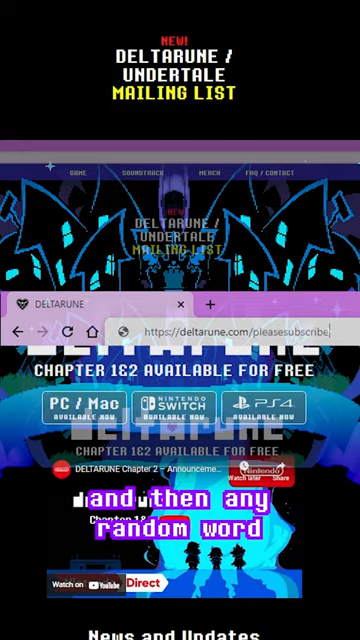 NEW!
DELTARUNE /
UNDERTALE
MAILING LIST
GAME SOUNDTRACK MERCH FAQ / CONTACT
NEW!
DELTARUNE /
UNDERTALE
MAILING LIST
DELTARUNE × +
https://deltarune.com/pleasesubscribe
DELTARUNE
CHAPTER 1&2 AVAILABLE FOR FREE
PC / Mac
AVAILABLE NOW
NINTENDO
SWITCH
AVAILABLE NOW
PS4
AVAILABLE NOW
DELTARUNE
CHAPTER 1&2 AVAILABLE FOR FREE
DELTARUNE Chapter 2 – Announceme...
Nintendo
Watch later Share
and then any
random word
Watch on YouTube Direct
News and Updates